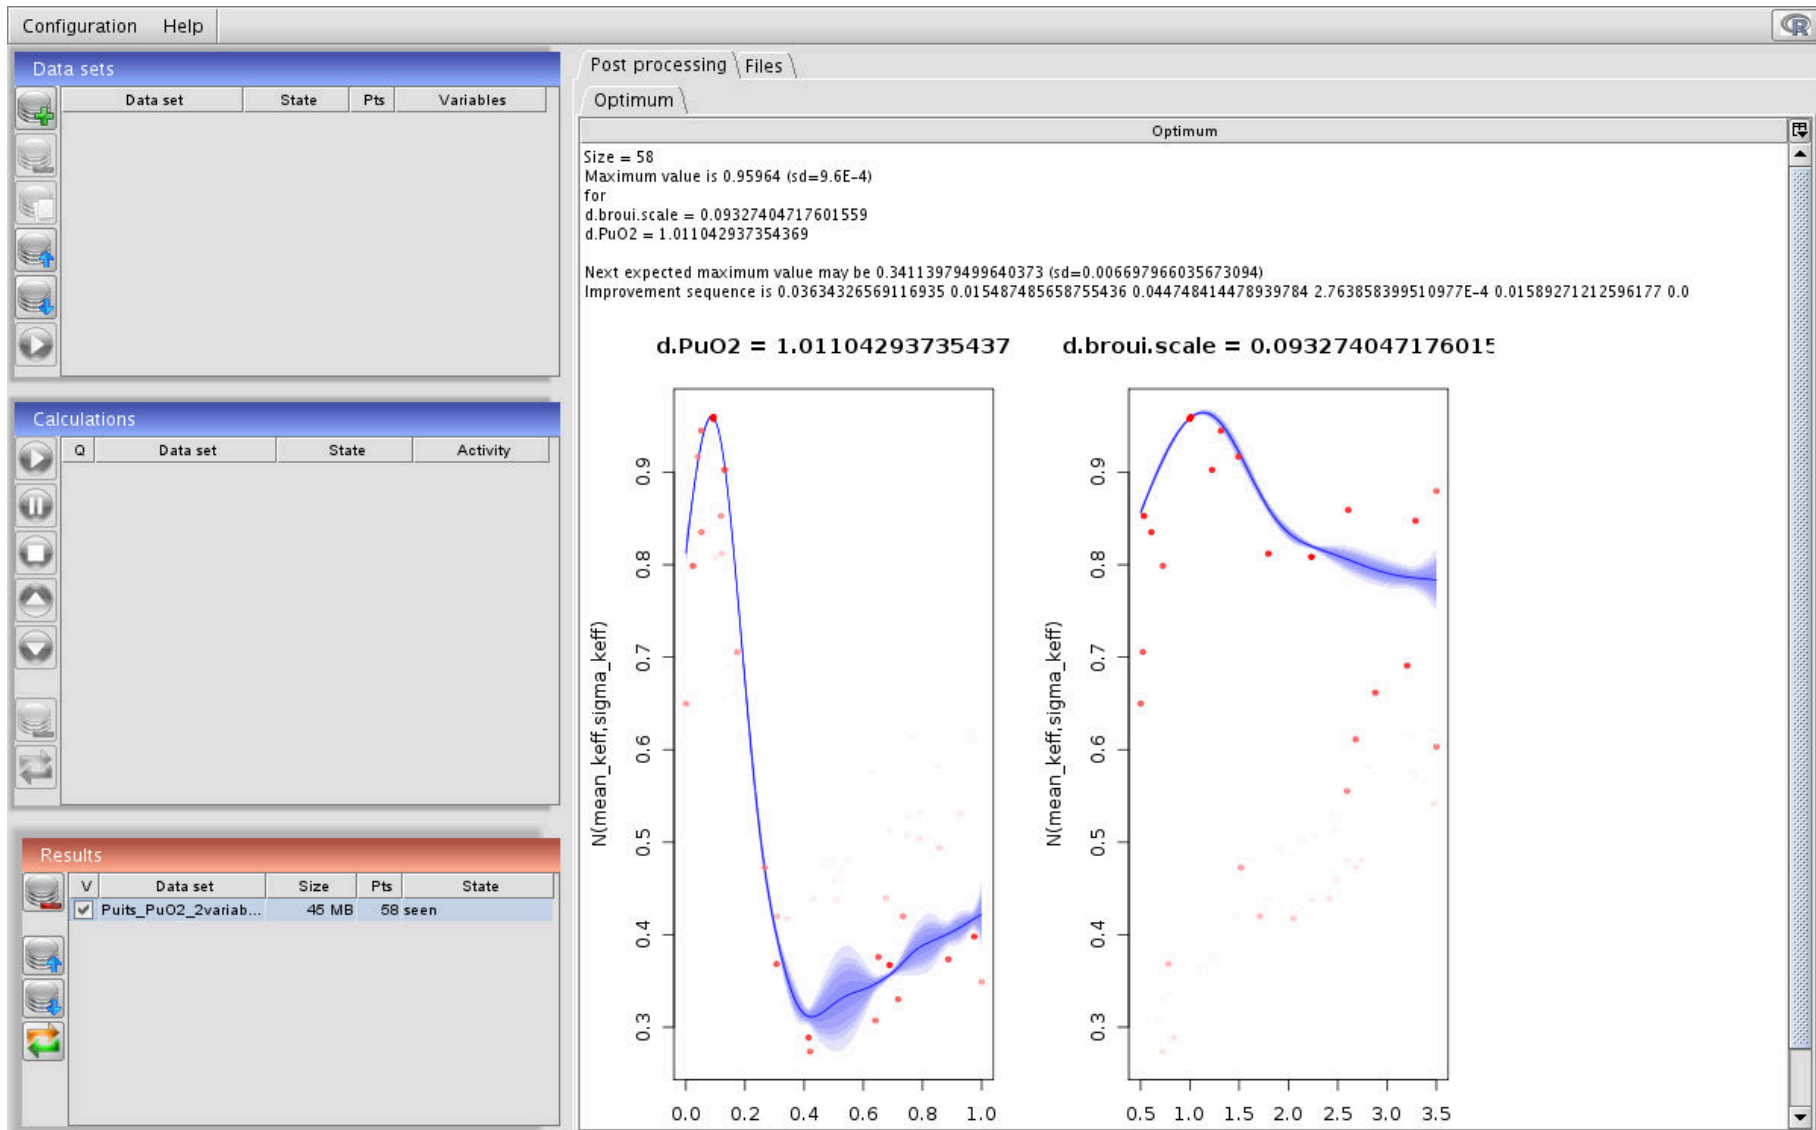 Configuration Help
R
Data sets
Data set State Pts Variables
Calculations
Q Data set State Activity
Results
V Data set Size Pts State
Puits_PuO2_2variab... 45 MB 58 seen
Post processing Files
Optimum
Optimum
Size = 58
Maximum value is 0.95964 (sd=9.6E-4)
for
d.broui.scale = 0.09327404717601559
d.PuO2 = 1.011042937354369
Next expected maximum value may be 0.34113979499640373 (sd=0.006697966035673094)
Improvement sequence is 0.03634326569116935 0.015487485658755436 0.044748414478939784 2.763858399510977E-4 0.01589271212596177 0.0
d.PuO2 = 1.01104293735437
N(mean_keff,sigma_keff)
0.9
0.8
0.7
0.6
0.5
0.4
0.3
0.0 0.2 0.4 0.6 0.8 1.0
d.broui.scale = 0.093274047176015
N(mean_keff,sigma_keff)
0.9
0.8
0.7
0.6
0.5
0.4
0.3
0.5 1.0 1.5 2.0 2.5 3.0 3.5